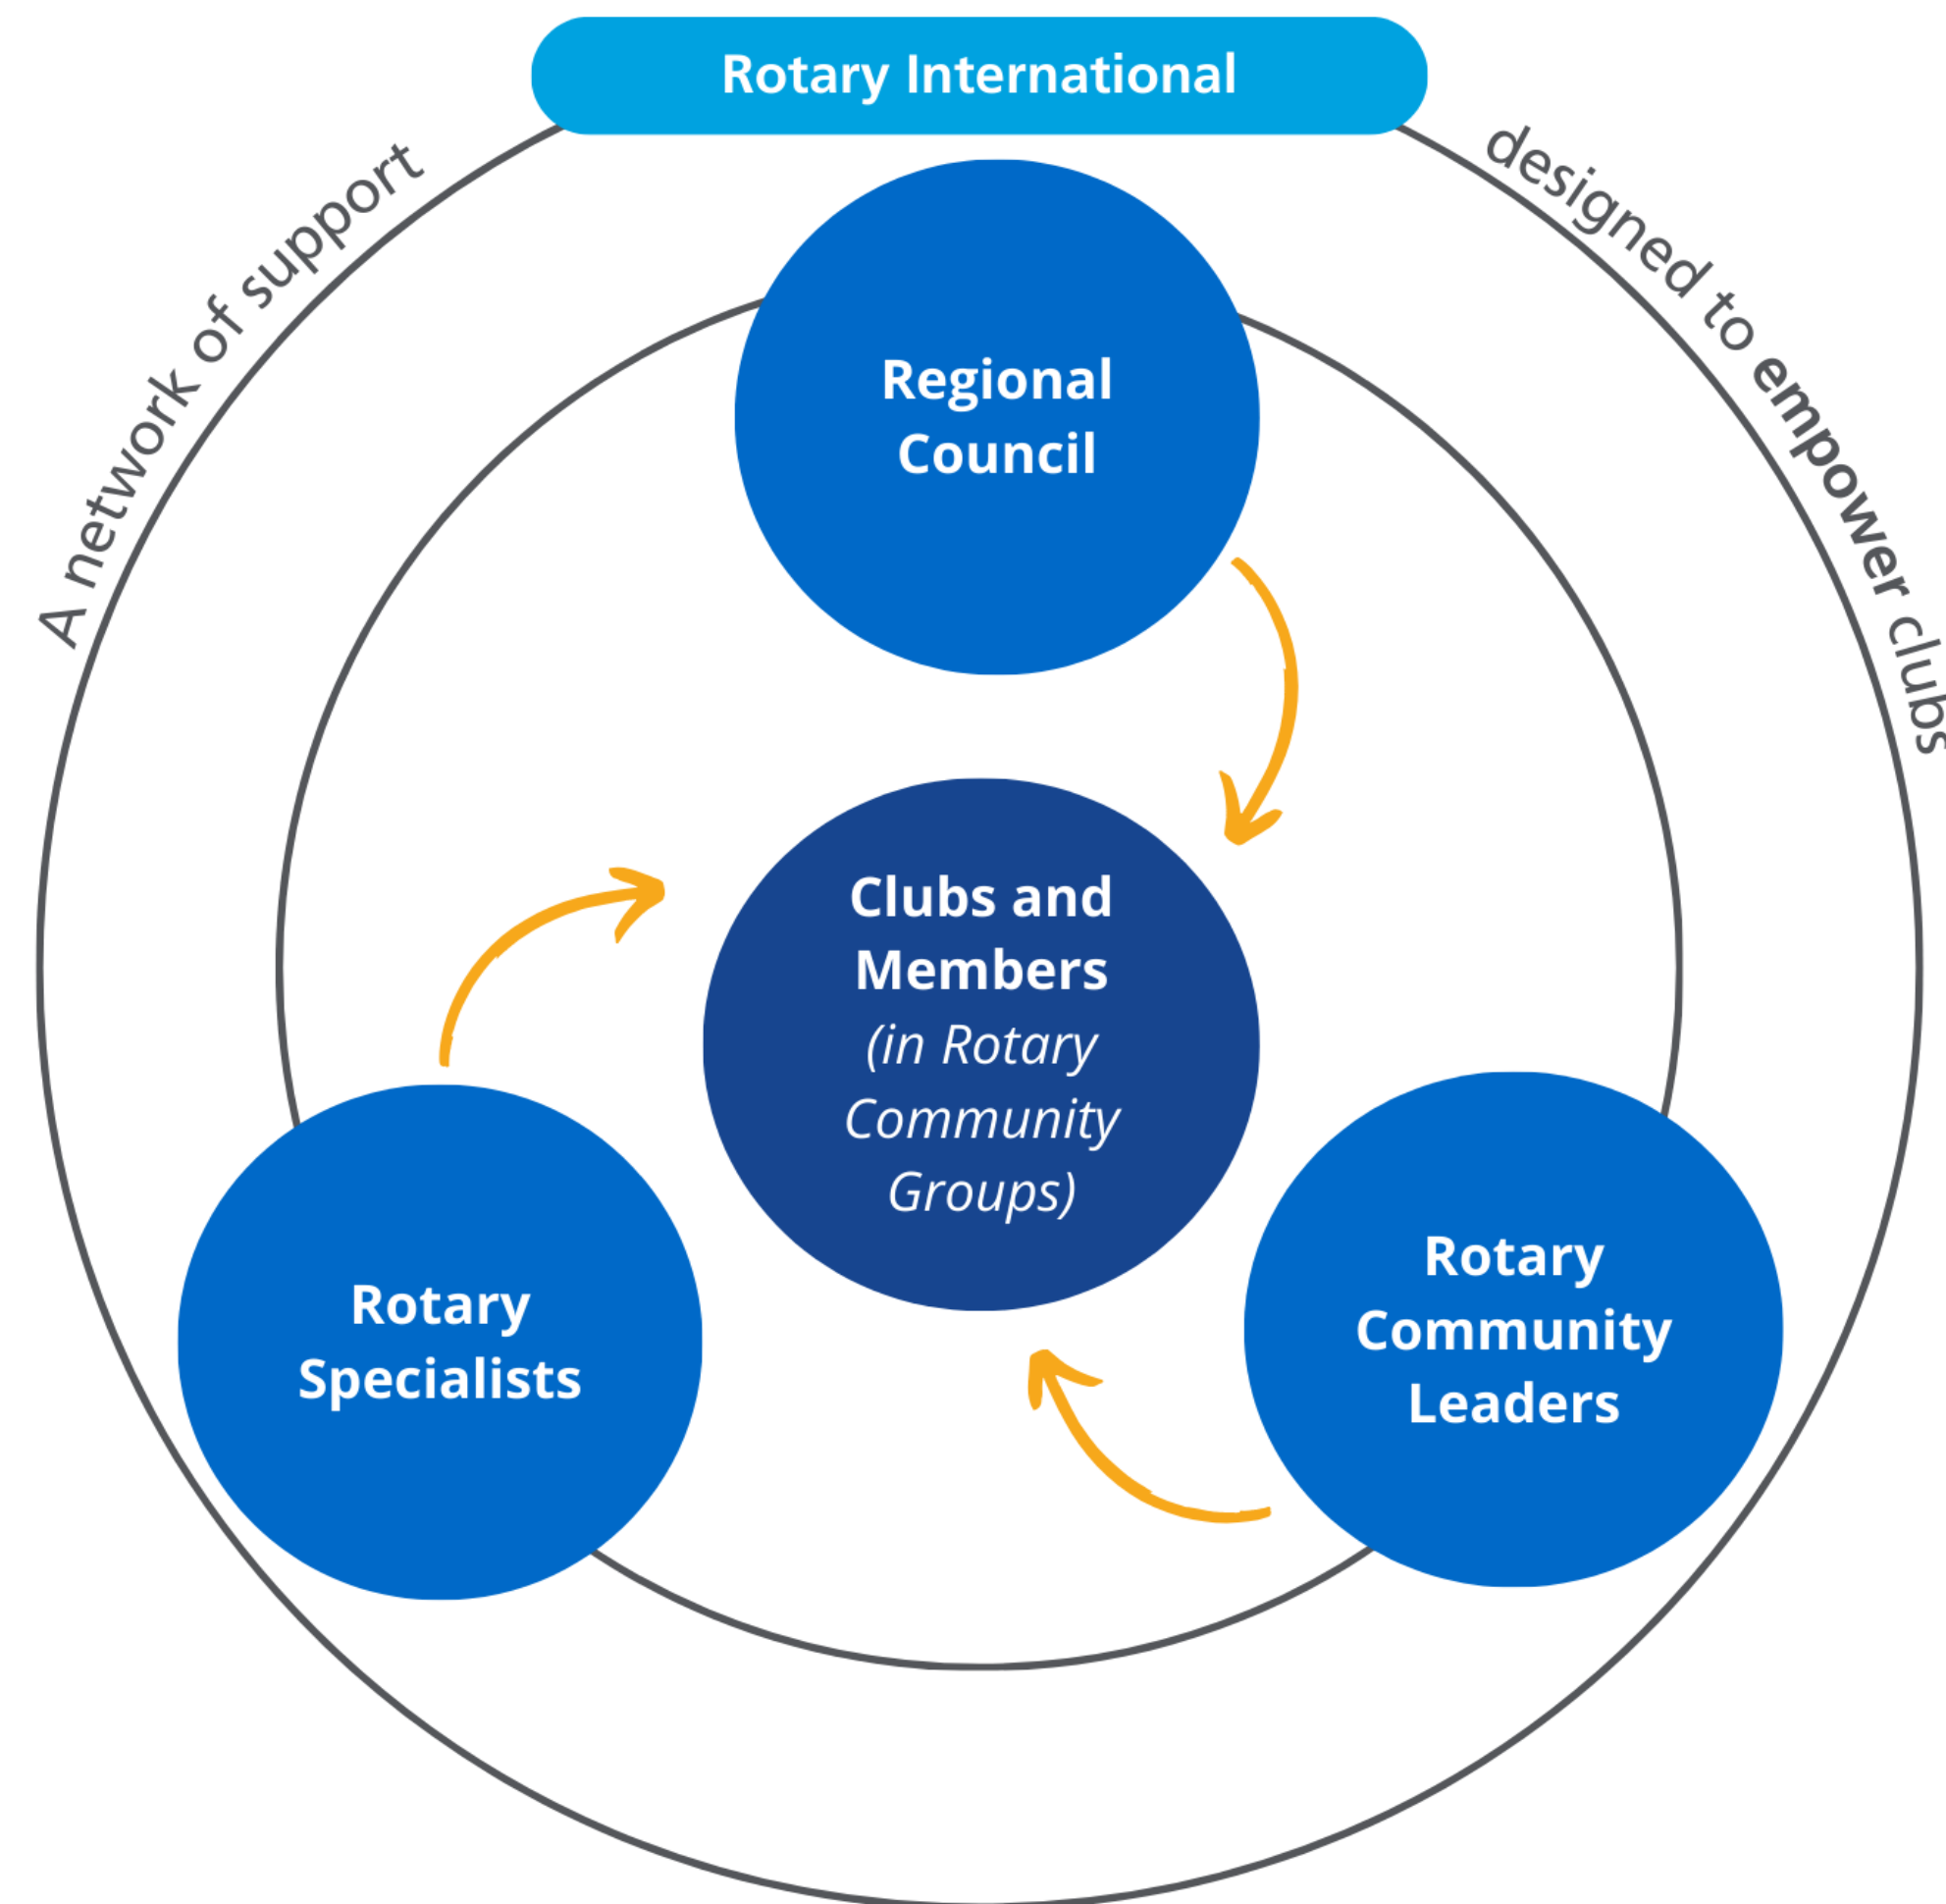 Rotary International
A network of support
designed to empower clubs
Regional
Council
Clubs and
Members
(in Rotary
Community
Groups)
Rotary
Specialists
Rotary
Community
Leaders